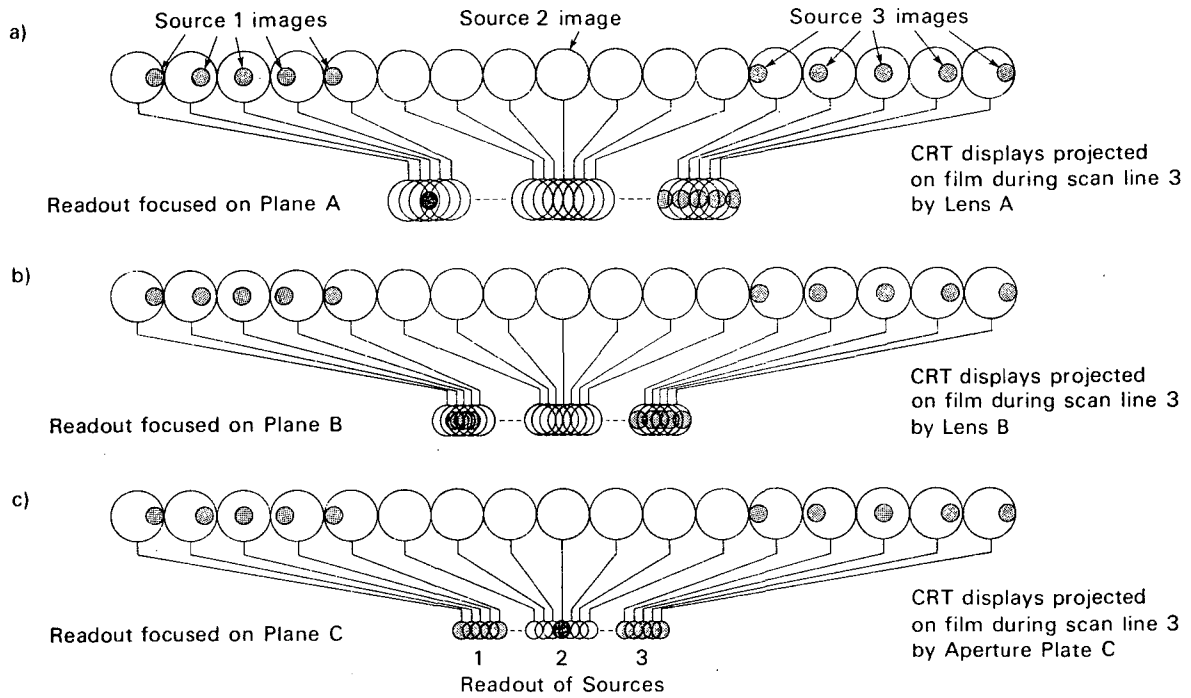 a)
Source 1 images
Source 2 image
Source 3 images
Readout focused on Plane A
CRT displays projected
on film during scan line 3
by Lens A
b)
Readout focused on Plane B
CRT displays projected
on film during scan line 3
by Lens B
c)
Readout focused on Plane C
CRT displays projected
on film during scan line 3
by Aperture Plate C
1 2 3
Readout of Sources